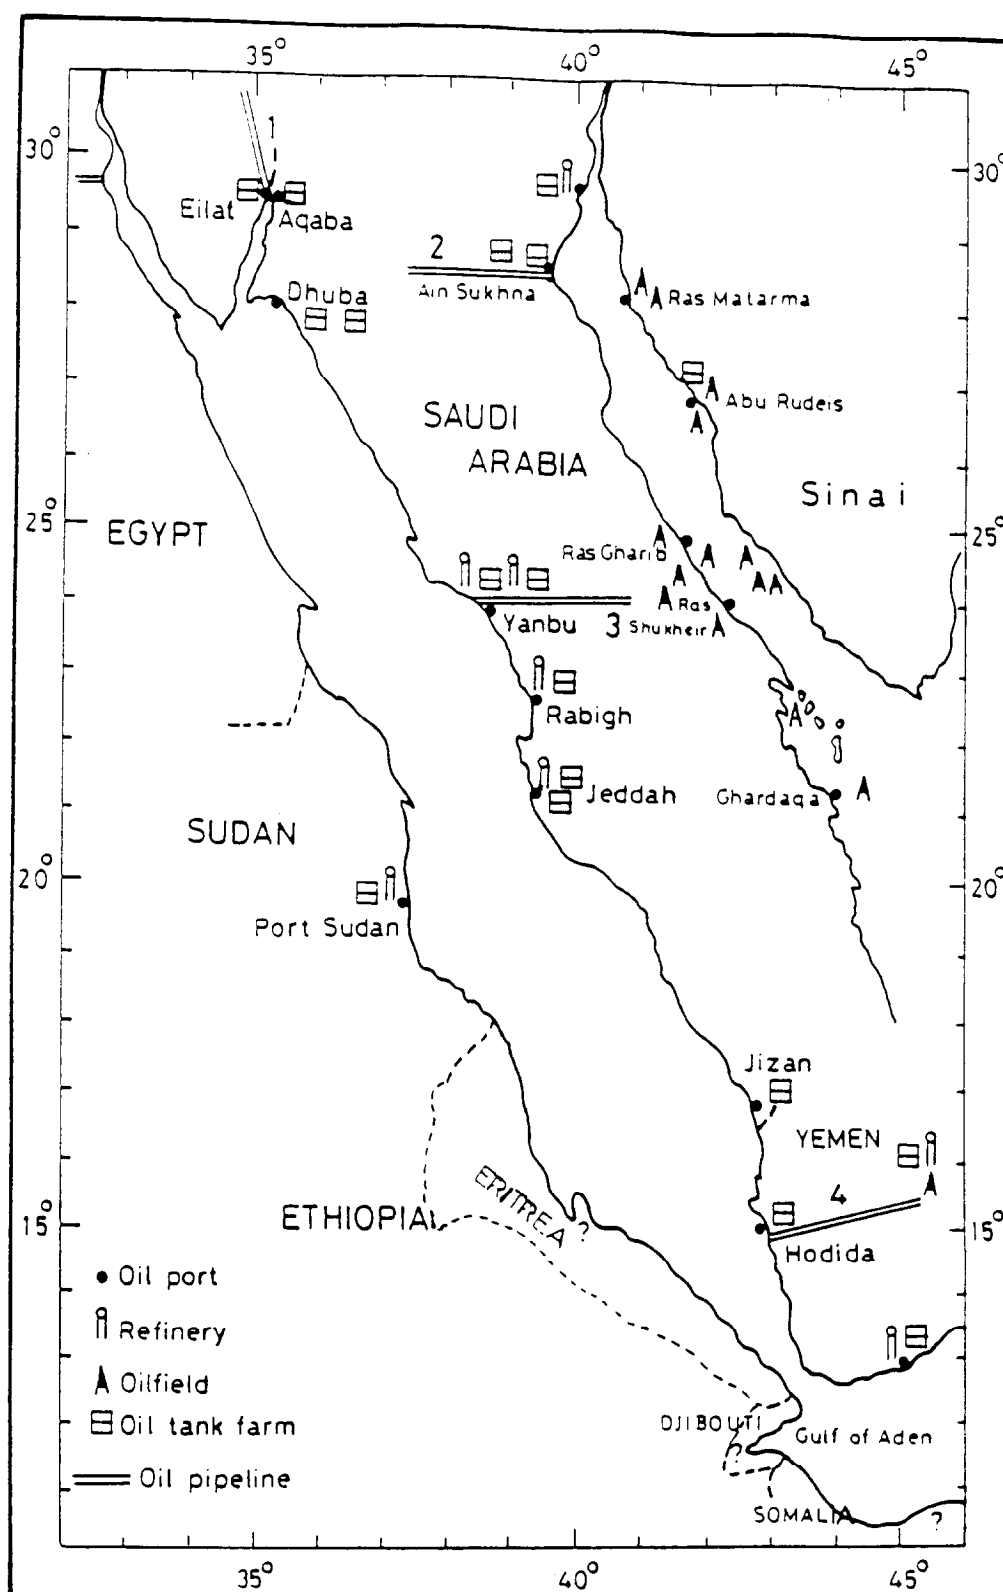 35° 40° 45°
30° 30°
1
Eilat Aqaba
2
Ain Sukhna
Dhuba
Ras Matarma
Abu Rudeis
SAUDI
ARABIA
Sinai
25° 25°
EGYPT
Ras Gharib
Ras
Shukheir
Yanbu 3
Rabigh
Jeddah
Ghardaqa
SUDAN
20° 20°
Port Sudan
Jizan
YEMEN
4
ETHIOPIA
ERITREA ?
15° 15°
Hodida
Oil port
Refinery
Oilfield
Oil tank farm
Oil pipeline
DJIBOUTI
?
Gulf of Aden
SOMALIA ?
35° 40° 45°